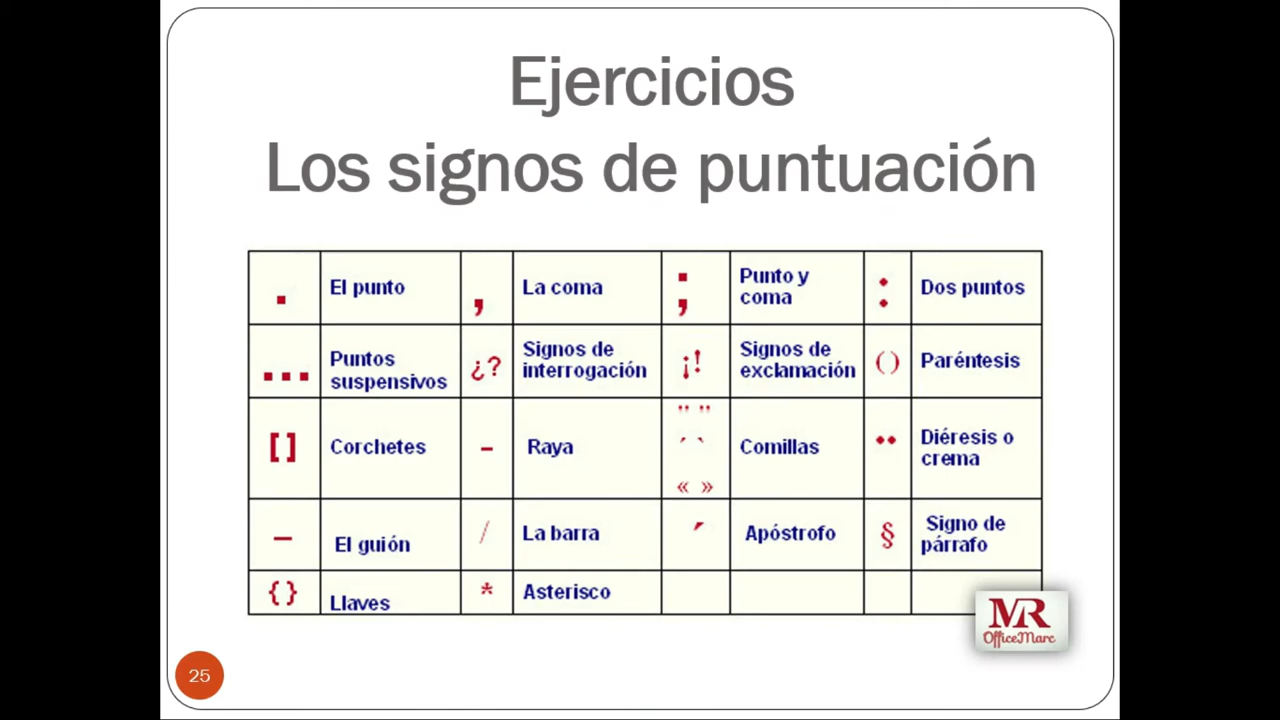 Ejercicios
Los signos de puntuación
. El punto , La coma ; Punto y coma : Dos puntos
... Puntos suspensivos ¿? Signos de interrogación ¡! Signos de exclamación () Paréntesis
[] Corchetes - Raya " " ´ ` « » Comillas •• Diéresis o crema
– El guión / La barra ´ Apóstrofo § Signo de párrafo
{} Llaves * Asterisco
MR
OfficeMarc
25